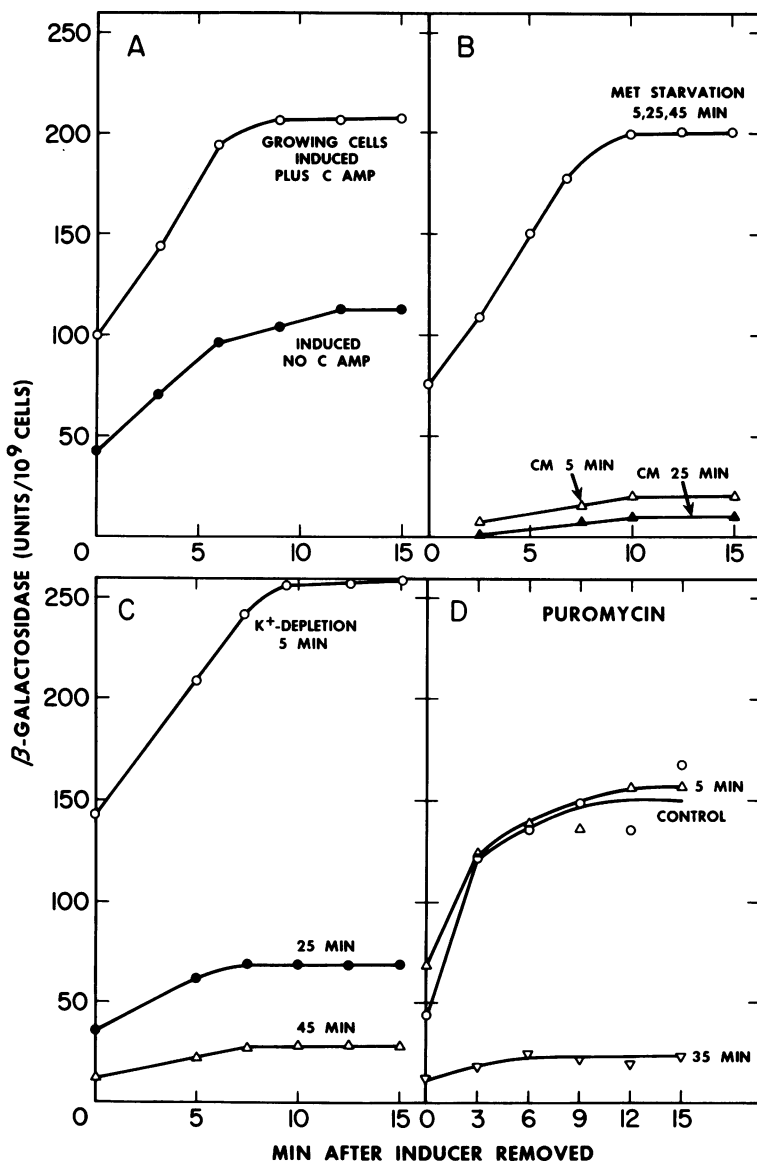 β-GALACTOSIDASE (UNITS/10⁹ CELLS)
A
250
200
150
100
50
0
0 5 10 15
GROWING CELLS
INDUCED
PLUS C AMP
INDUCED
NO C AMP
B
MET STARVATION
5,25,45 MIN
CM 5 MIN
CM 25 MIN
0 5 10 15
C
250
200
150
100
50
0
K⁺-DEPLETION
5 MIN
25 MIN
45 MIN
0 5 10 15
D
PUROMYCIN
5 MIN
CONTROL
35 MIN
0 3 6 9 12 15
MIN AFTER INDUCER REMOVED